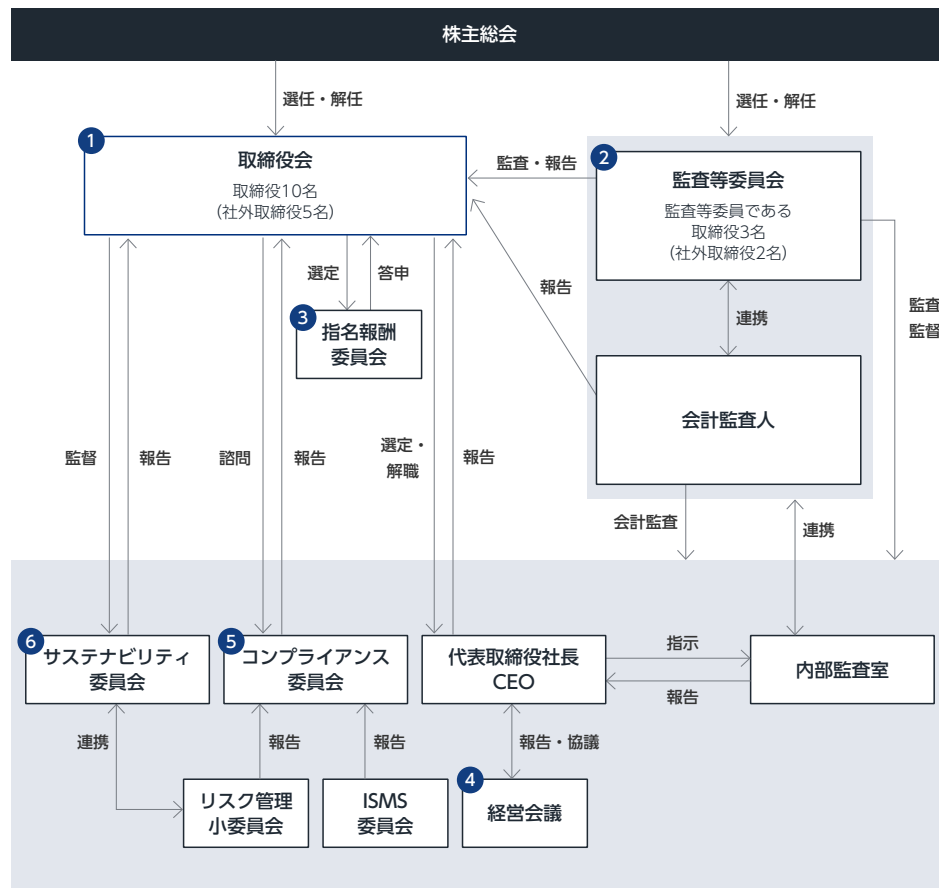 株主総会
選任・解任
選任・解任
1
取締役会
取締役10名
(社外取締役5名)
監査・報告
2
監査等委員会
監査等委員である
取締役3名
(社外取締役2名)
選定
答申
報告
3
指名報酬
委員会
連携
監査
監督
会計監査人
監督
報告
諮問
報告
選定・
解職
報告
会計監査
連携
6
サステナビリティ
委員会
5
コンプライアンス
委員会
代表取締役社長
CEO
指示
報告
内部監査室
連携
報告
報告
報告・協議
リスク管理
小委員会
ISMS
委員会
4
経営会議